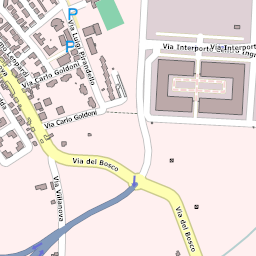 P
P
Via Luigi Pirandello
Via Interport
Via Interporto
Via Carlo Goldoni
Via Carlo Goldoni
Via del Bosco
Via Villanova
Via del Bosco